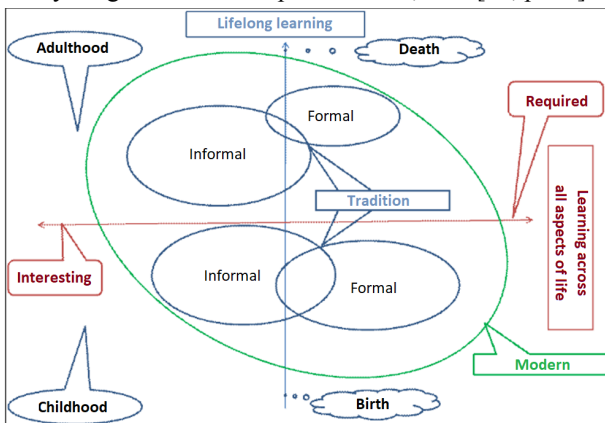 Lifelong learning
Adulthood
Death
Required
Formal
Informal
Tradition
Learning across
all aspects of life
Interesting
Informal
Formal
Modern
Childhood
Birth